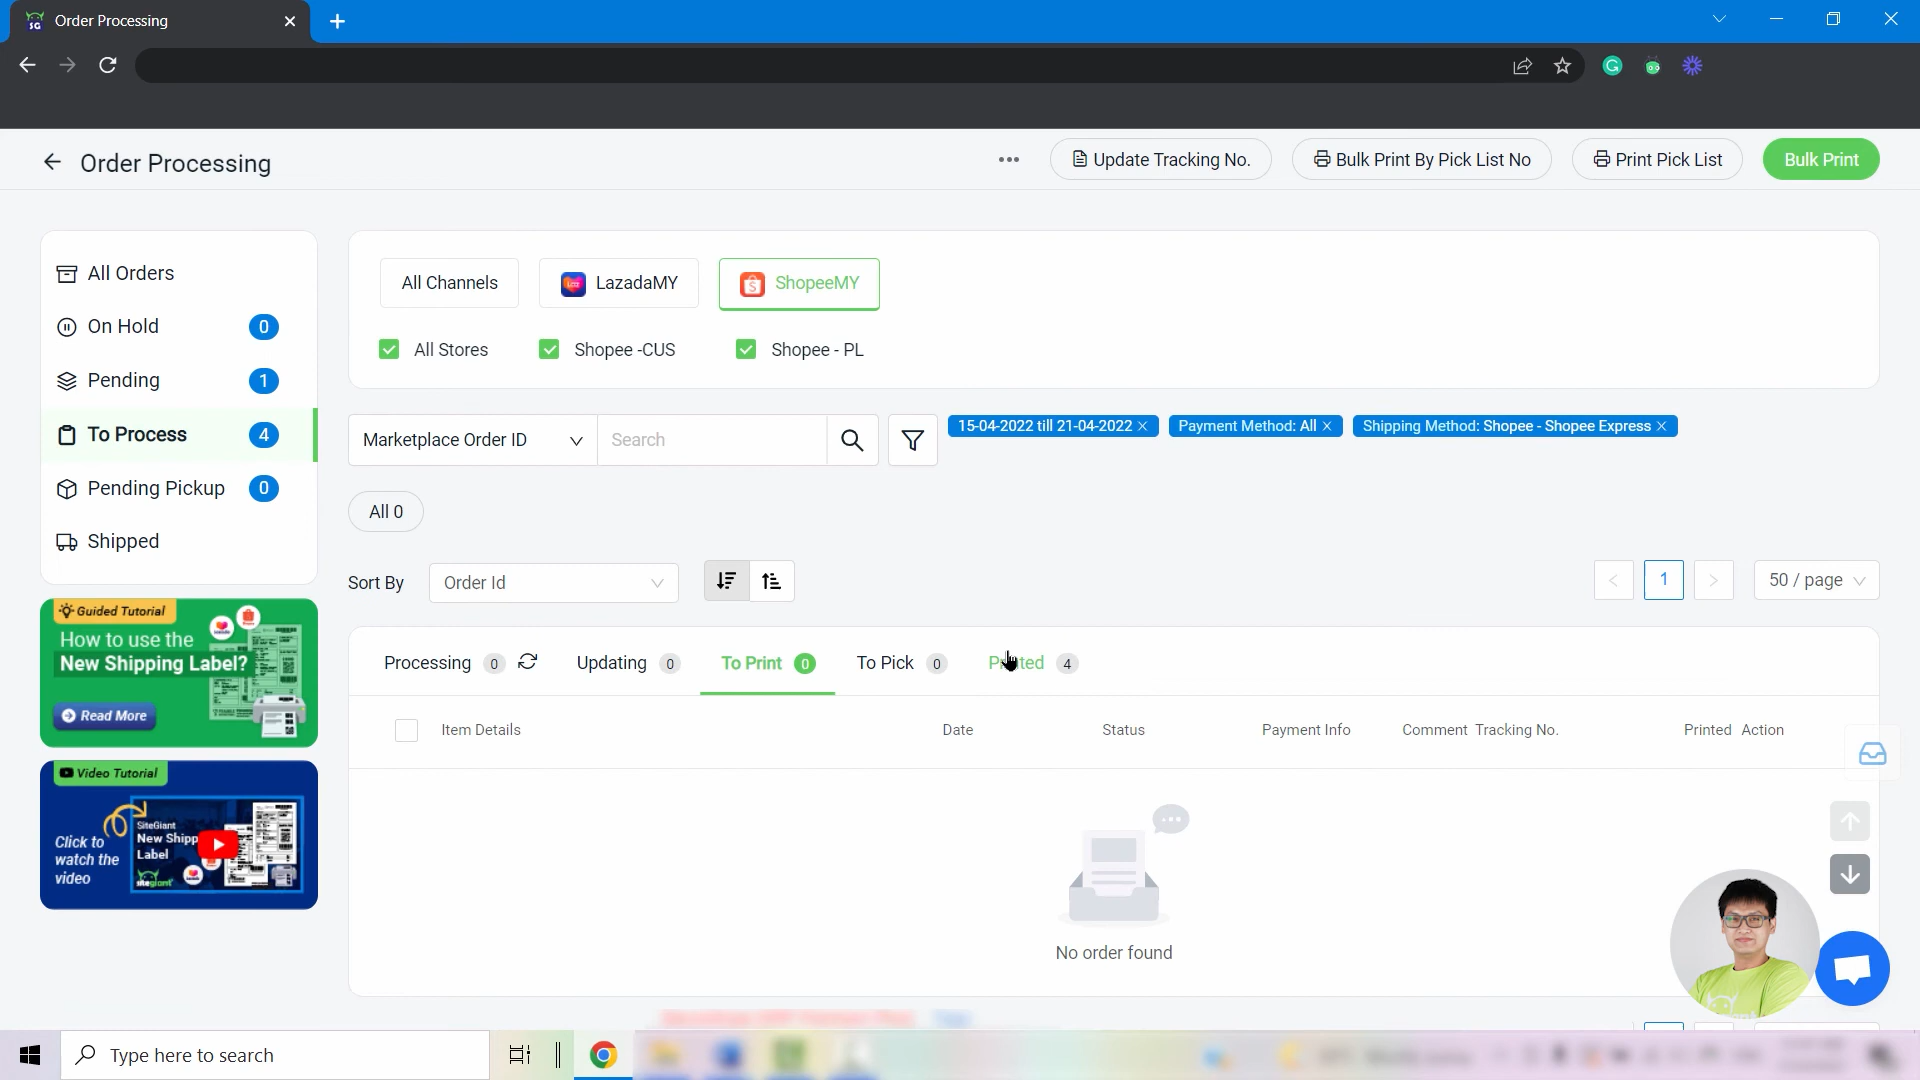 Order Processing
Order Processing
Update Tracking No.
Bulk Print By Pick List No
Print Pick List
Bulk Print
All Orders
On Hold 0
Pending 1
To Process 4
Pending Pickup 0
Shipped
All Channels
LazadaMY
ShopeeMY
All Stores
Shopee -CUS
Shopee - PL
Marketplace Order ID
Search
15-04-2022 till 21-04-2022
Payment Method: All
Shipping Method: Shopee - Shopee Express
All 0
Sort By
Order Id
1
50 / page
Processing 0
Updating 0
To Print 0
To Pick 0
Printed 4
Item Details
Date
Status
Payment Info
Comment
Tracking No.
Printed
Action
No order found
Guided Tutorial
How to use the
New Shipping Label?
Read More
Video Tutorial
Click to
watch the
video
SiteGiant
New Shipp
Label
sitegiant
Type here to search